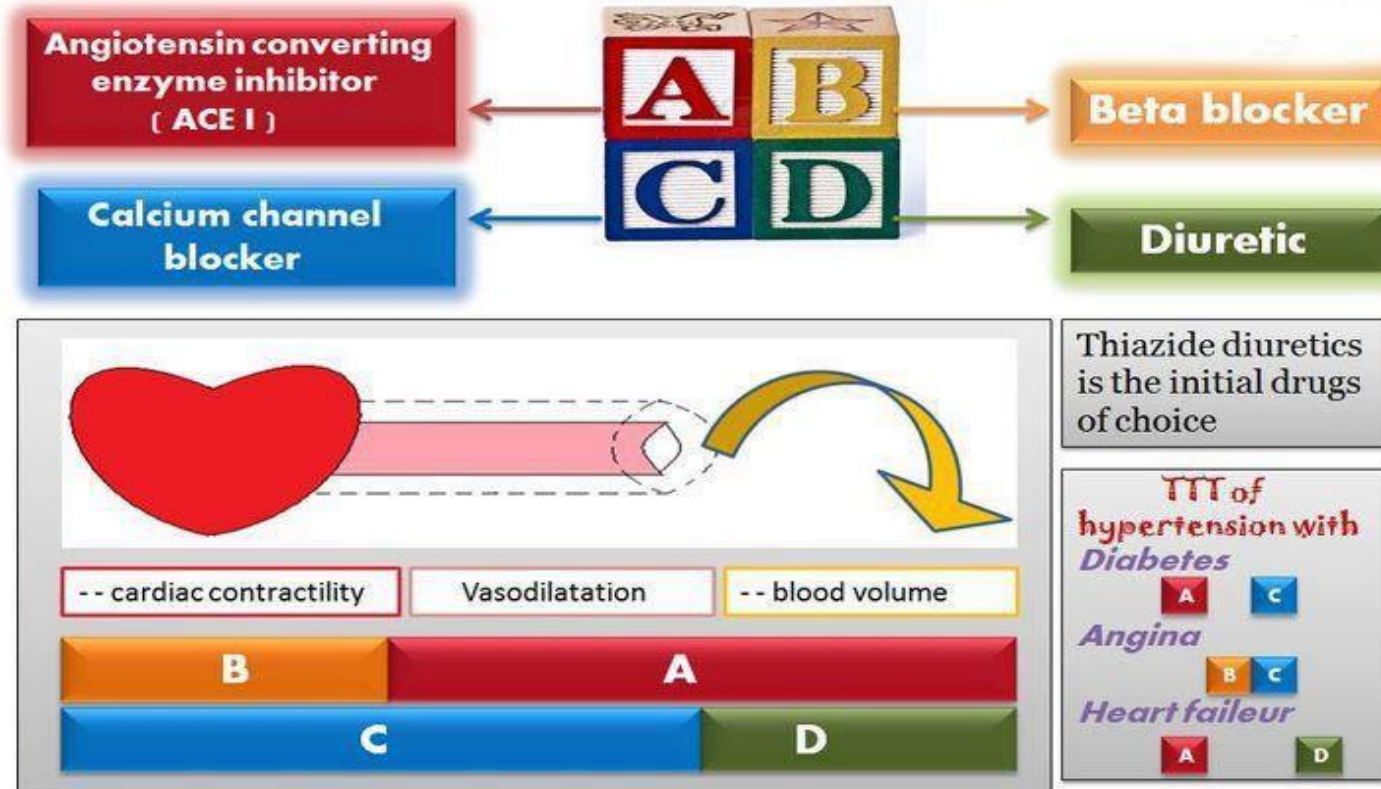 Angiotensin converting
enzyme inhibitor
( ACE I )
A
B
Beta blocker
Calcium channel
blocker
C
D
Diuretic
Thiazide diuretics
is the initial drugs
of choice
- - cardiac contractility
Vasodilatation
- - blood volume
B
A
C
D
TTT of
hypertension with
Diabetes
A C
Angina
B C
Heart faileur
A D